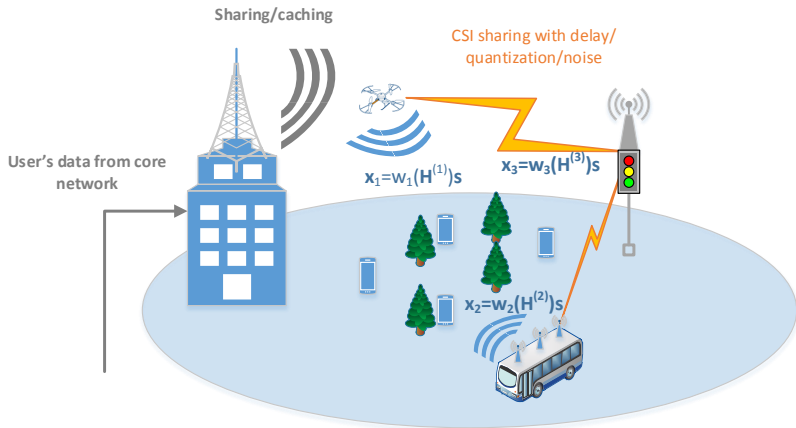 Sharing/caching
CSI sharing with delay/
quantization/noise
User's data from core
network
x₁=w₁(H⁽¹⁾)s
x₃=w₃(H⁽³⁾)s
x₂=w₂(H⁽²⁾)s